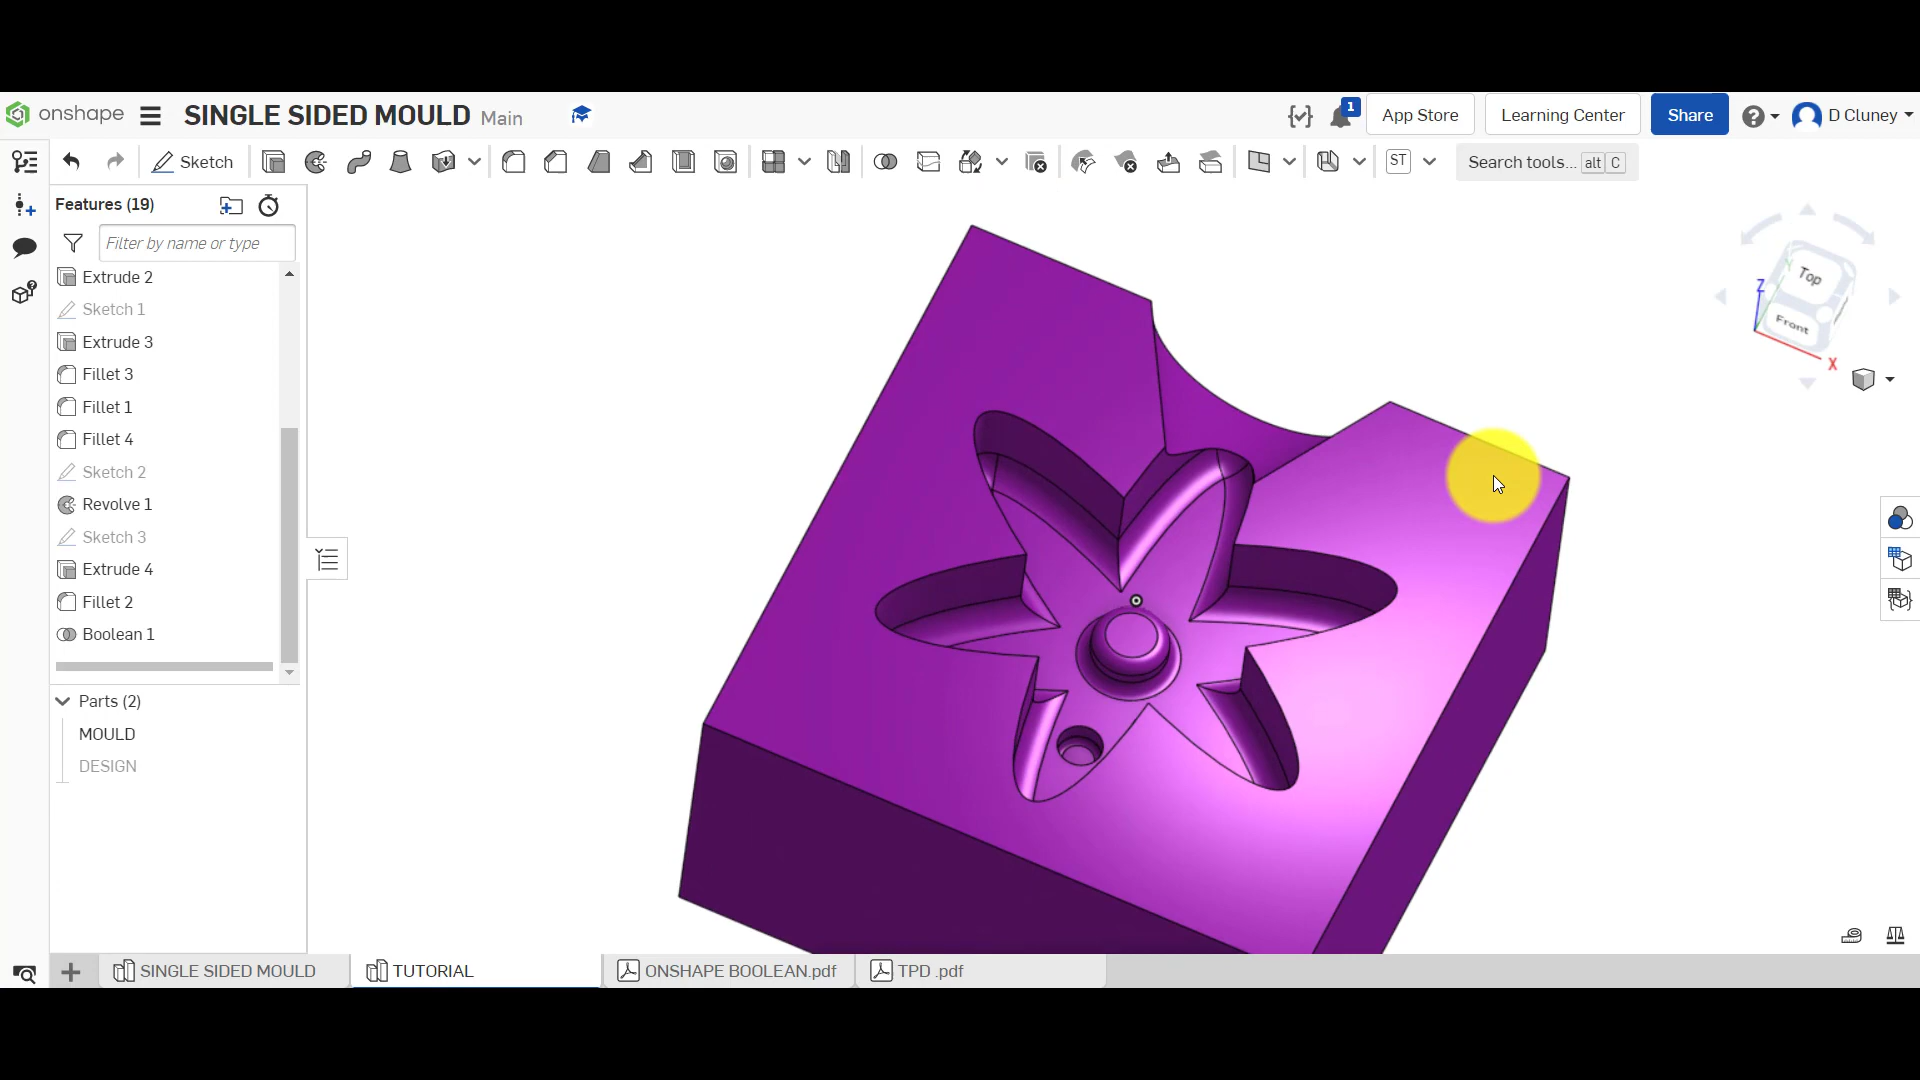 onshape SINGLE SIDED MOULD Main 1 App Store Learning Center Share D Cluney
Sketch ST Search tools... alt C
Features (19)
Filter by name or type
Extrude 2
Sketch 1
Extrude 3
Fillet 3
Fillet 1
Fillet 4
Sketch 2
Revolve 1
Sketch 3
Extrude 4
Fillet 2
Boolean 1
Parts (2)
MOULD
DESIGN
Top
Front
Z
Y
X
SINGLE SIDED MOULD TUTORIAL ONSHAPE BOOLEAN.pdf TPD .pdf